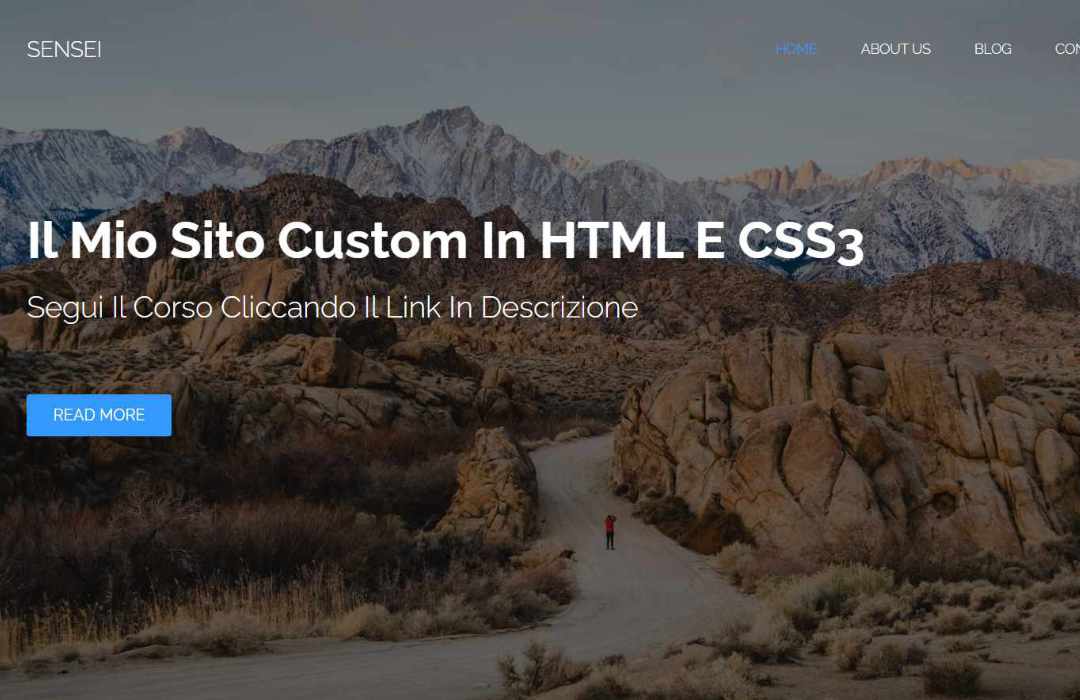 SENSEI
HOME ABOUT US BLOG CON
Il Mio Sito Custom In HTML E CSS3
Segui Il Corso Cliccando Il Link In Descrizione
READ MORE